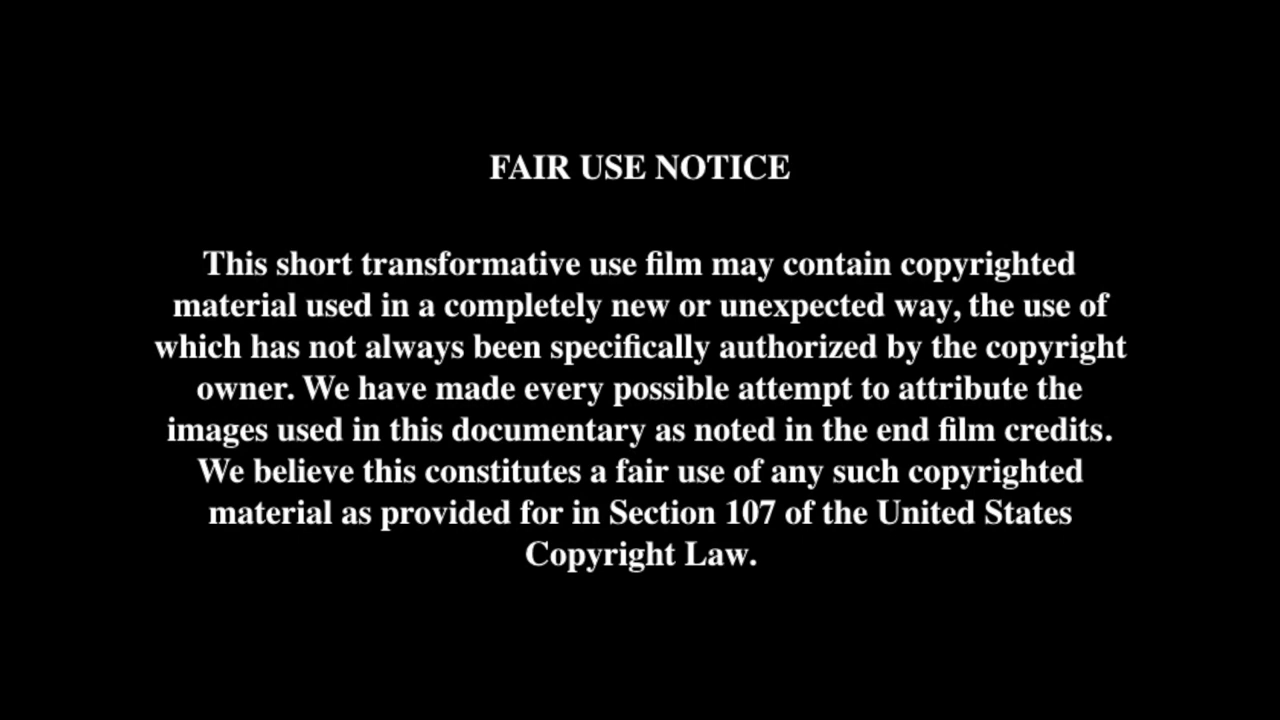 FAIR USE NOTICE
This short transformative use film may contain copyrighted
material used in a completely new or unexpected way, the use of
which has not always been specifically authorized by the copyright
owner. We have made every possible attempt to attribute the
images used in this documentary as noted in the end film credits.
We believe this constitutes a fair use of any such copyrighted
material as provided for in Section 107 of the United States
Copyright Law.